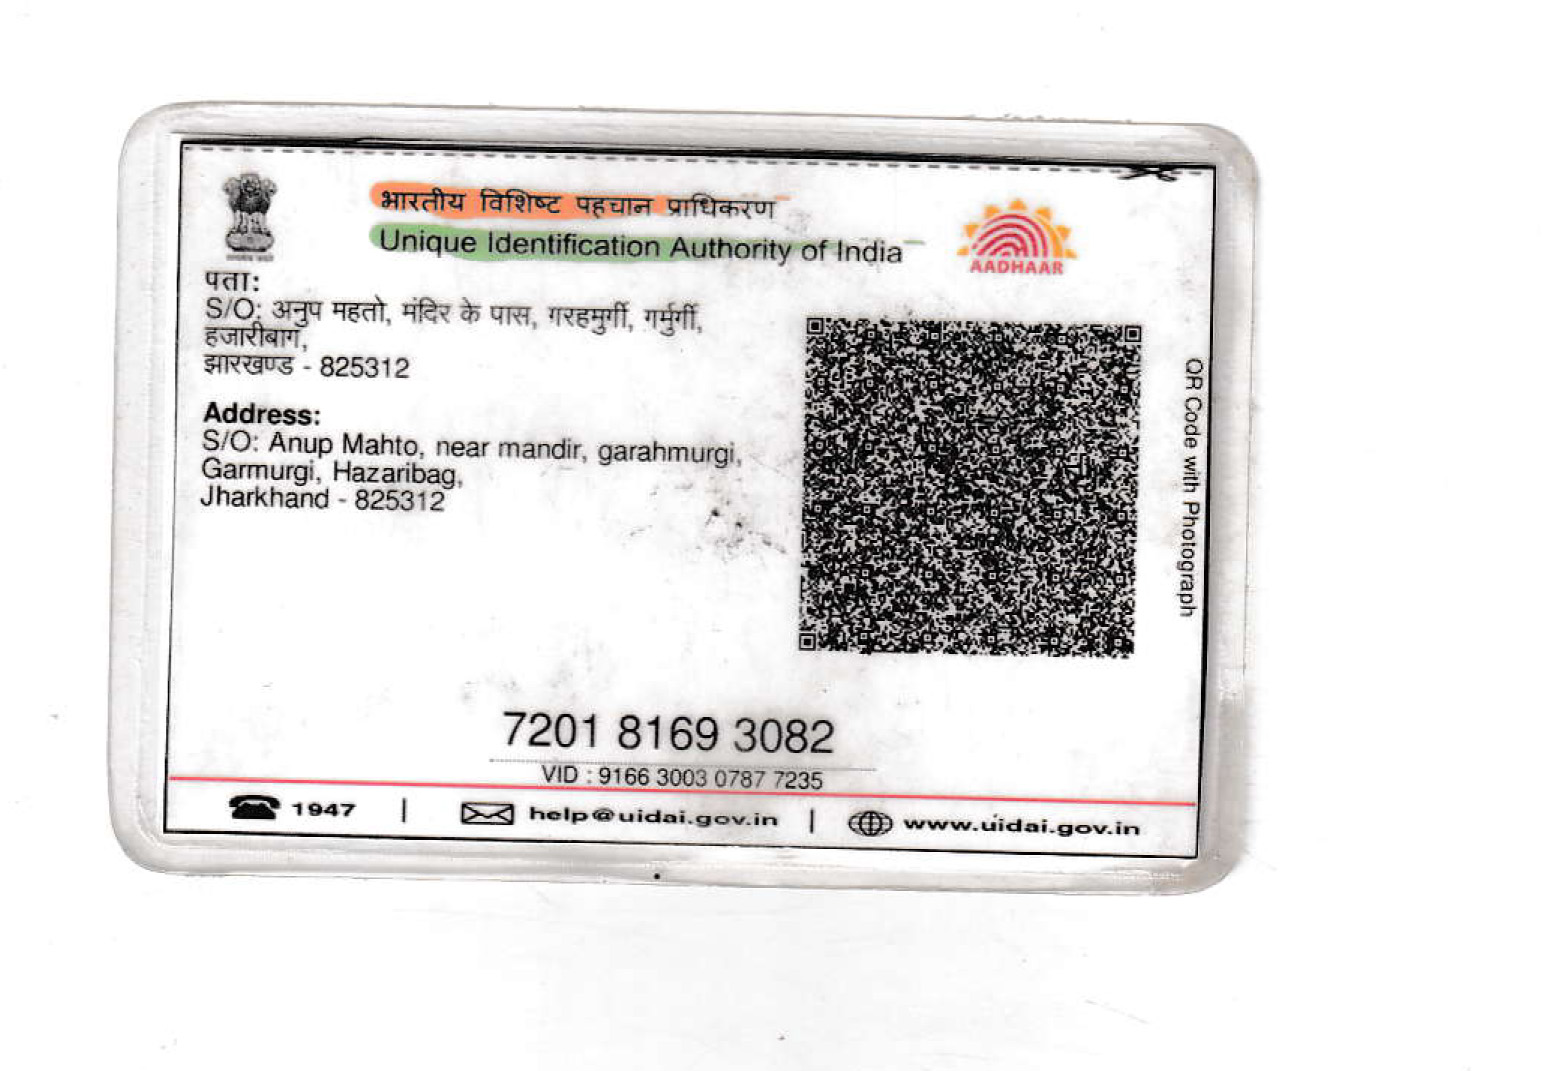 भारतीय विशिष्ट पहचान प्राधिकरण
Unique Identification Authority of India
AADHAAR
पता:
S/O: अनुप महतो, मंदिर के पास, गरहमुर्गी, गर्मुर्गी,
हजारीबाग,
झारखण्ड - 825312
Address:
S/O: Anup Mahto, near mandir, garahmurgi,
Garmurgi, Hazaribag,
Jharkhand - 825312
QR Code with Photograph
7201 8169 3082
VID : 9166 3003 0787 7235
1947 | help@uidai.gov.in | www.uidai.gov.in